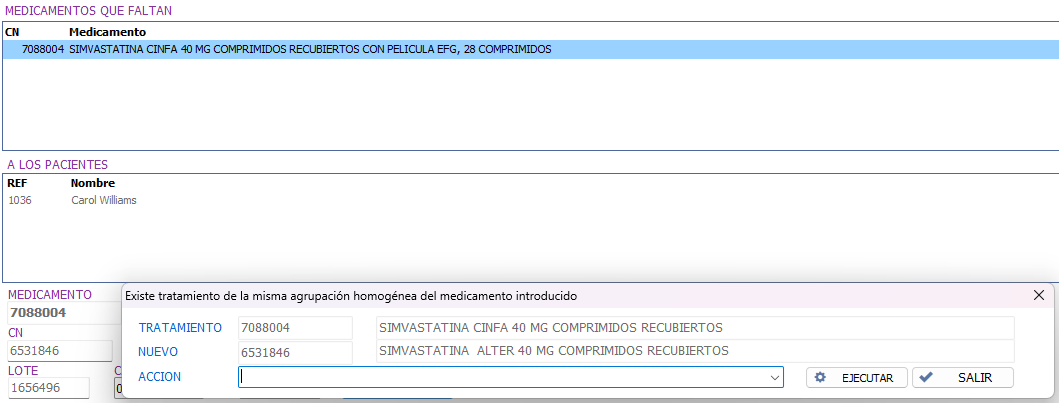 MEDICAMENTOS QUE FALTAN
CN Medicamento
7088004 SIMVASTATINA CINFA 40 MG COMPRIMIDOS RECUBIERTOS CON PELICULA EFG, 28 COMPRIMIDOS
A LOS PACIENTES
REF Nombre
1036 Carol Williams
MEDICAMENTO
7088004
CN
6531846
LOTE
1656496
Existe tratamiento de la misma agrupación homogénea del medicamento introducido
TRATAMIENTO 7088004 SIMVASTATINA CINFA 40 MG COMPRIMIDOS RECUBIERTOS
NUEVO 6531846 SIMVASTATINA ALTER 40 MG COMPRIMIDOS RECUBIERTOS
ACCION EJECUTAR SALIR